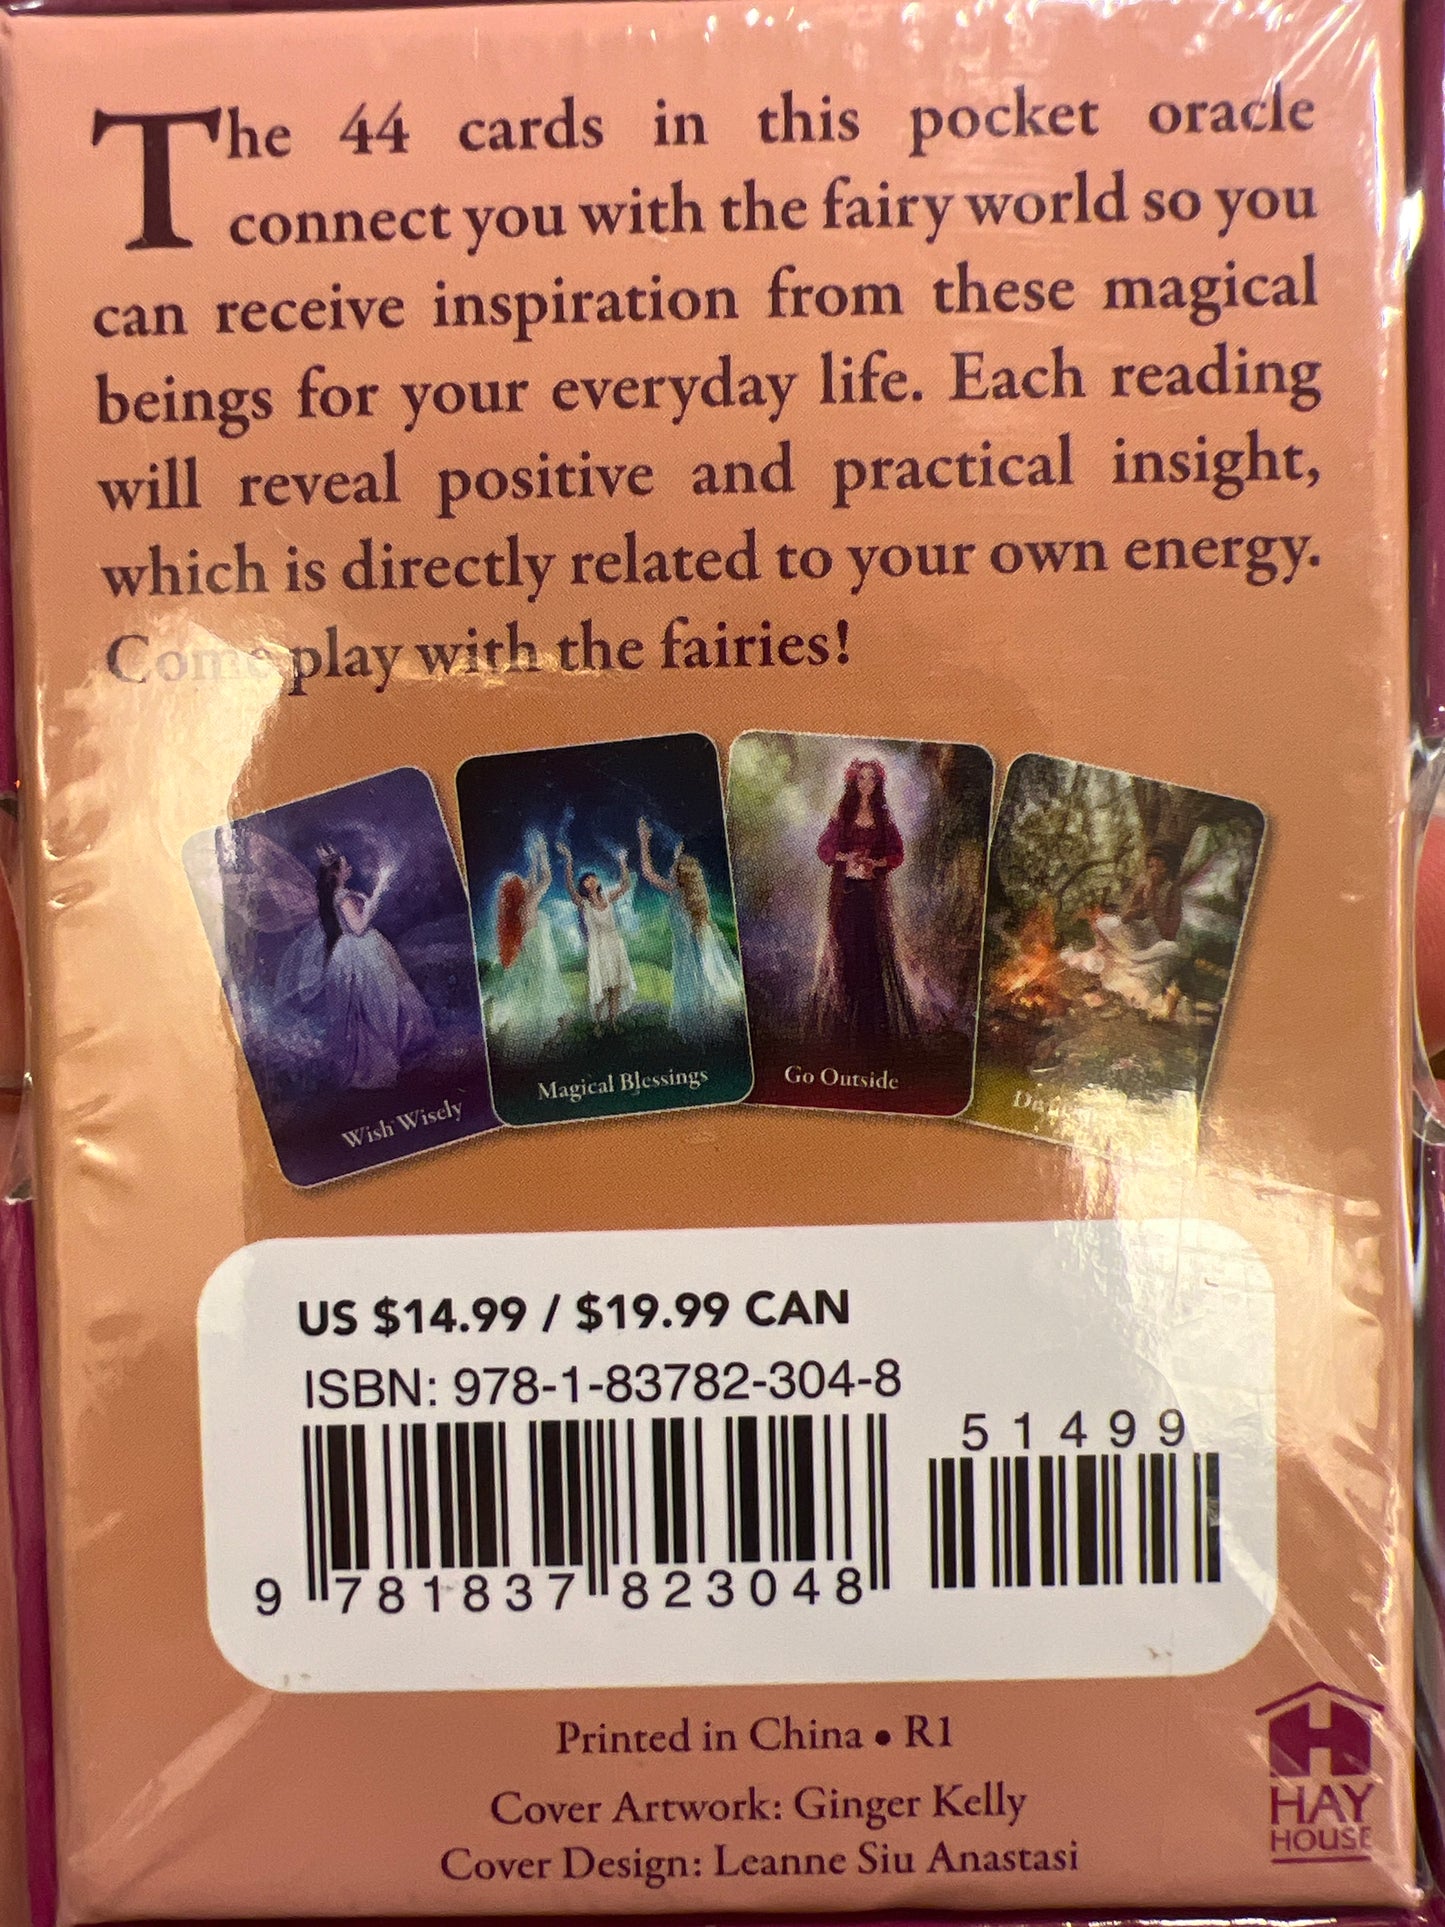 The 44 cards in this pocket oracle
connect you with the fairy world so you
can receive inspiration from these magical
beings for your everyday life. Each reading
will reveal positive and practical insight,
which is directly related to your own energy.
Come play with the fairies!
Wish Wisely
Magical Blessings
Go Outside
US $14.99 / $19.99 CAN
ISBN: 978-1-83782-304-8
51499
9 781837 823048
Printed in China • R1
Cover Artwork: Ginger Kelly
Cover Design: Leanne Siu Anastasi
HAY
HOUSE